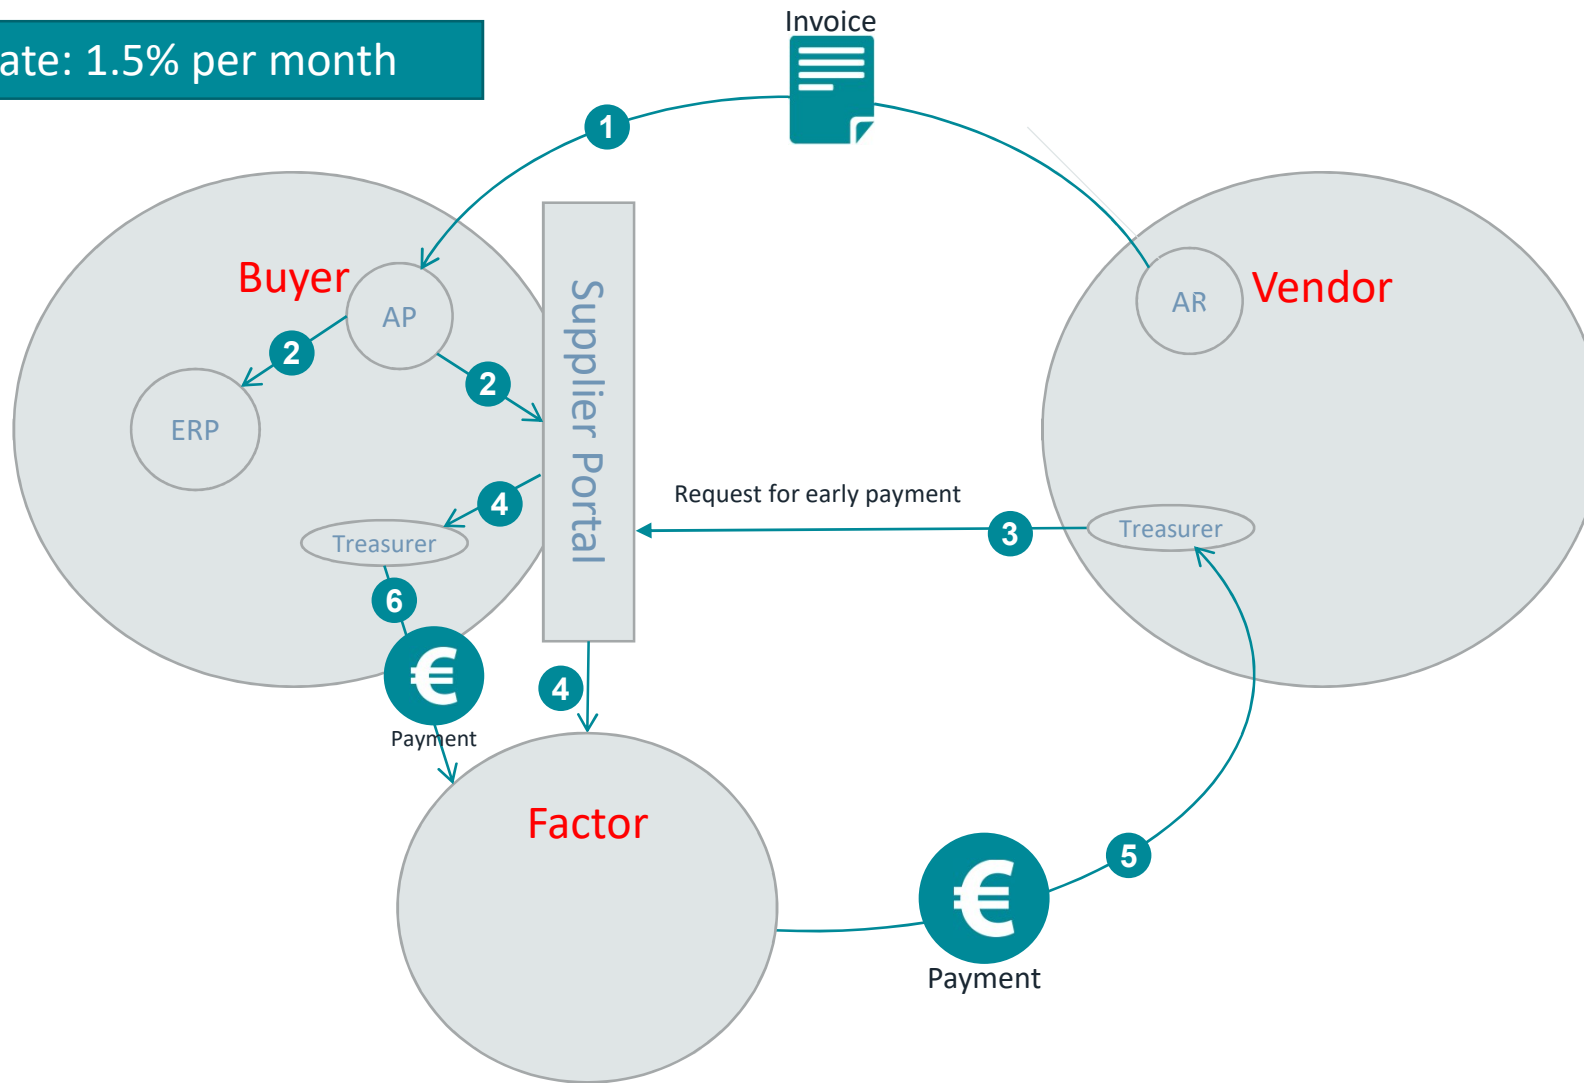 Invoice
ate: 1.5% per month
1
Buyer
AP
AR
Vendor
2
2
ERP
Supplier Portal
4
Request for early payment
3
Treasurer
Treasurer
6
€
4
Payment
Factor
5
€
Payment